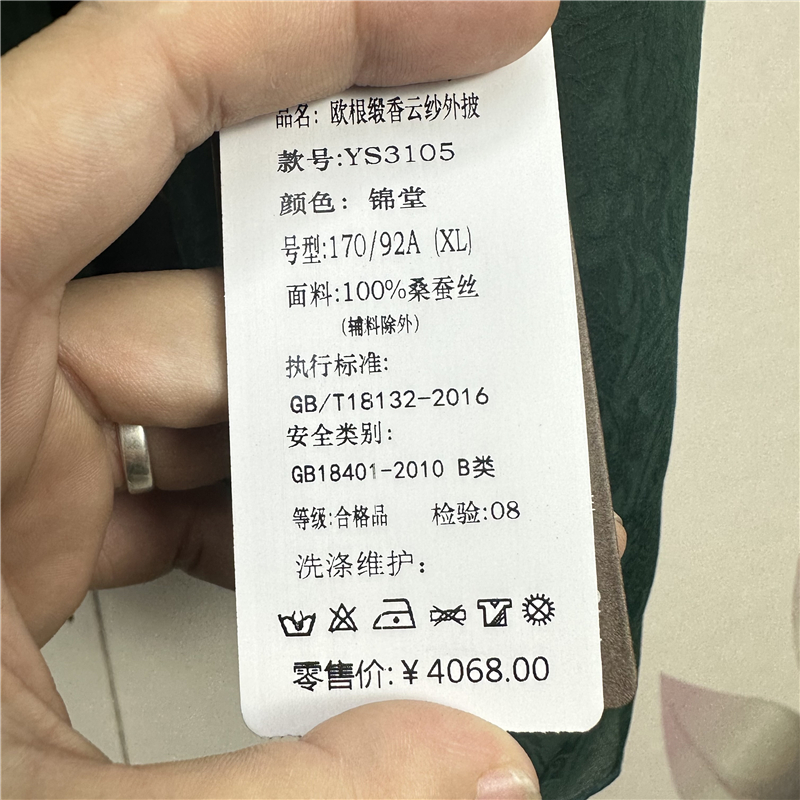 品名：欧根缎香云纱外披
款号:YS3105
颜色：锦堂
号型:170/92A (XL)
面料:100%桑蚕丝
(辅料除外)
执行标准:
GB/T18132-2016
安全类别:
GB18401-2010 B类
等级:合格品 检验:08
洗涤维护：
零售价:¥4068.00